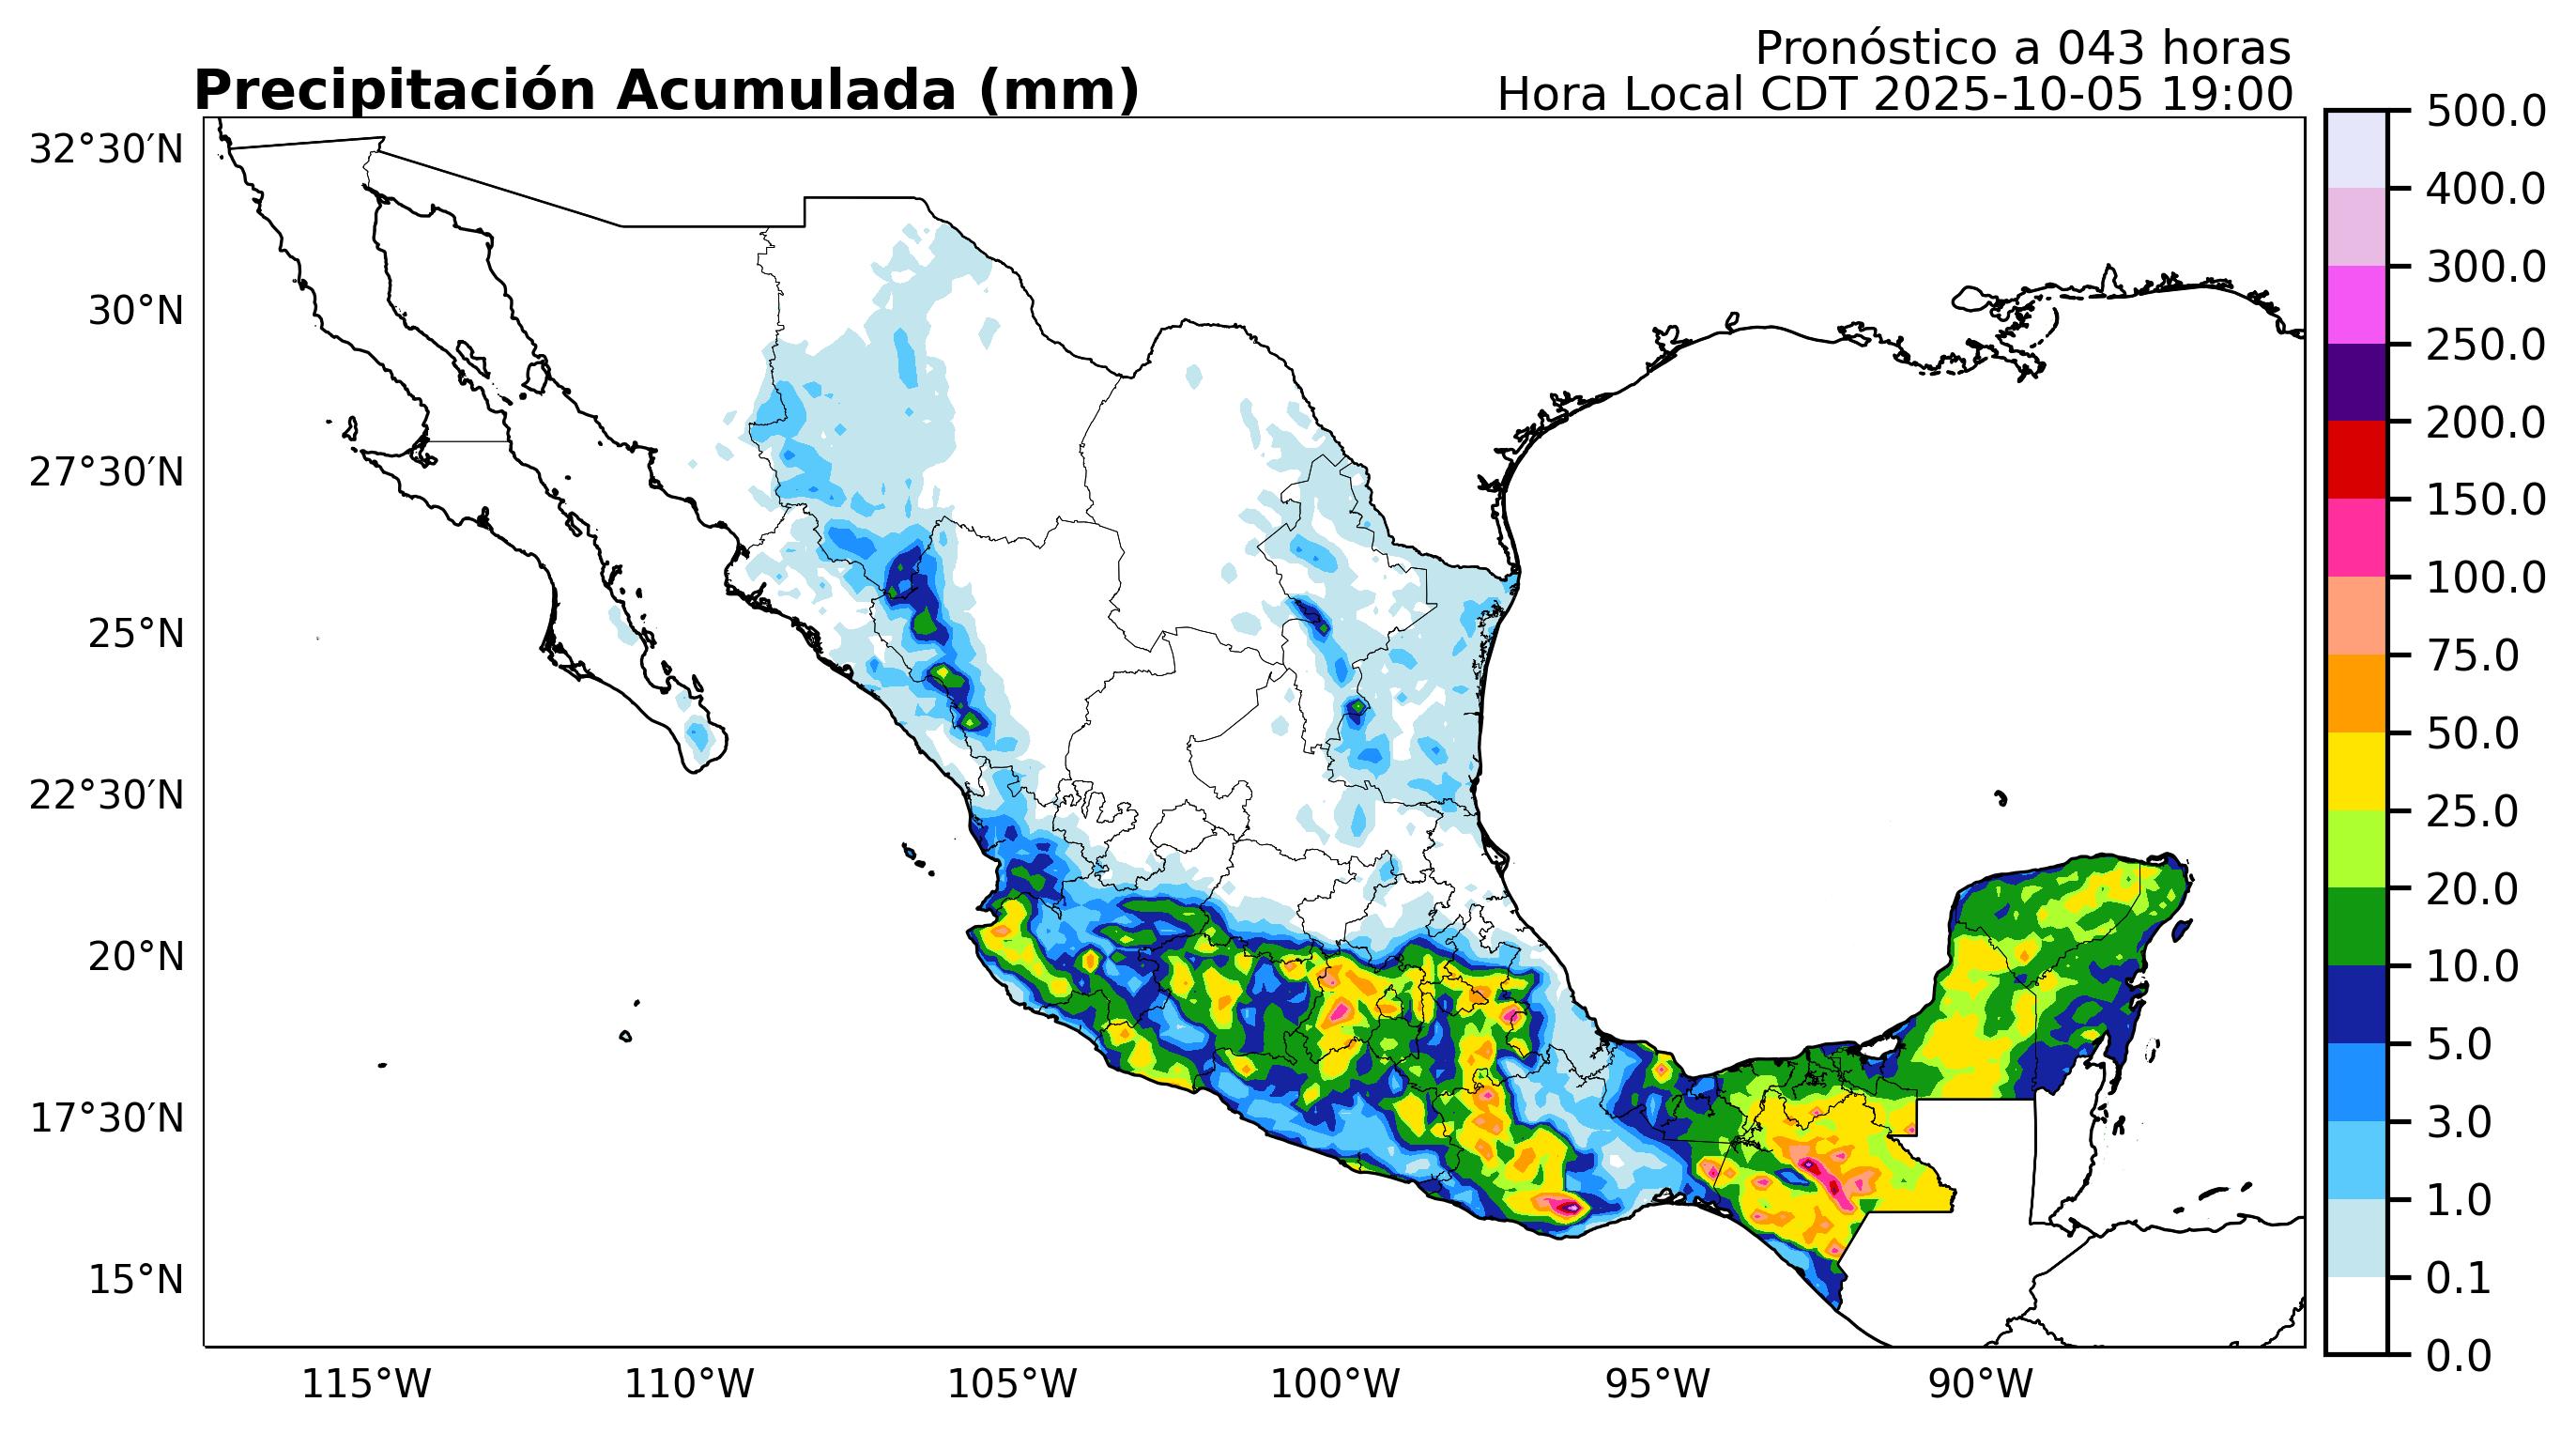 Pronóstico a 043 horas
Precipitación Acumulada (mm)
Hora Local CDT 2025-10-05 19:00
32°30′N
30°N
27°30′N
25°N
22°30′N
20°N
17°30′N
15°N
115°W
110°W
105°W
100°W
95°W
90°W
500.0
400.0
300.0
250.0
200.0
150.0
100.0
75.0
50.0
25.0
20.0
10.0
5.0
3.0
1.0
0.1
0.0